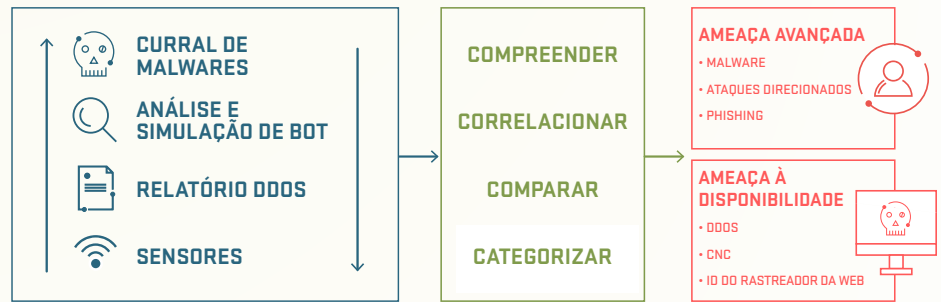 CURRAL DE
MALWARES
ANÁLISE E
SIMULAÇÃO DE BOT
RELATÓRIO DDOS
SENSORES
COMPREENDER
CORRELACIONAR
COMPARAR
CATEGORIZAR
AMEAÇA AVANÇADA
• MALWARE
• ATAQUES DIRECIONADOS
• PHISHING
AMEAÇA À
DISPONIBILIDADE
• DDOS
• CNC
• ID DO RASTREADOR DA WEB